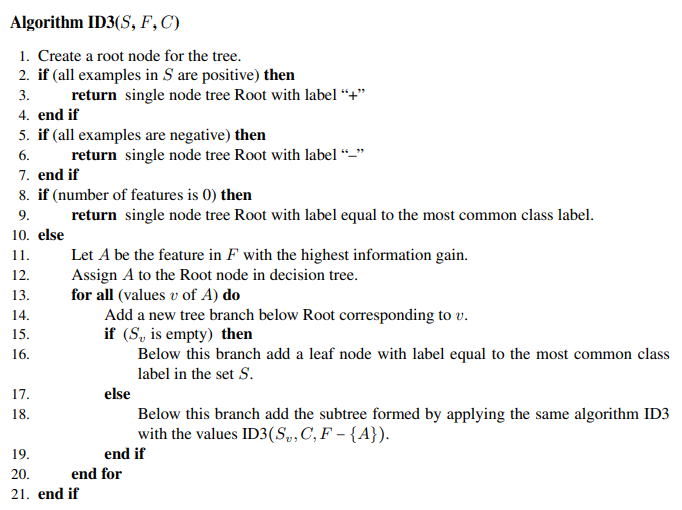 Algorithm ID3(S, F, C)
1. Create a root node for the tree.
2. if (all examples in S are positive) then
3. return single node tree Root with label “+”
4. end if
5. if (all examples are negative) then
6. return single node tree Root with label “–”
7. end if
8. if (number of features is 0) then
9. return single node tree Root with label equal to the most common class label.
10. else
11. Let A be the feature in F with the highest information gain.
12. Assign A to the Root node in decision tree.
13. for all (values v of A) do
14. Add a new tree branch below Root corresponding to v.
15. if (Sᵥ is empty) then
16. Below this branch add a leaf node with label equal to the most common class
label in the set S.
17. else
18. Below this branch add the subtree formed by applying the same algorithm ID3
with the values ID3(Sᵥ, C, F – {A}).
19. end if
20. end for
21. end if